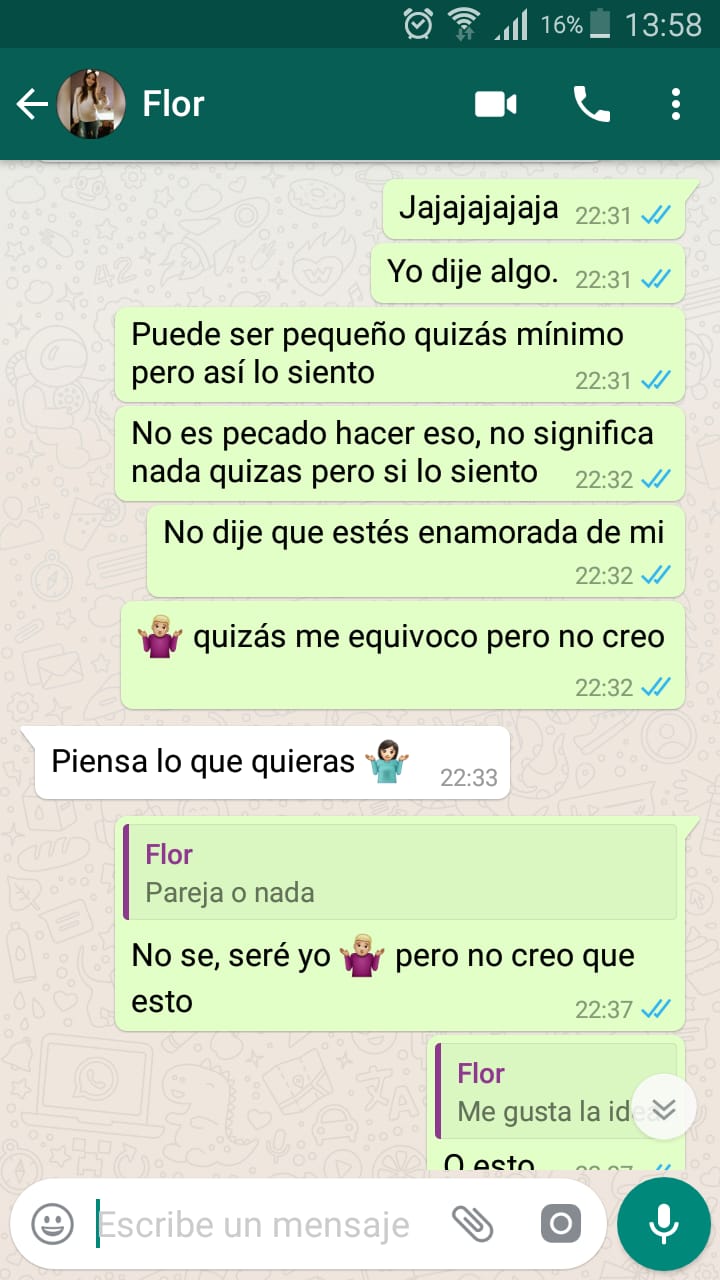 16% 13:58
Flor
Jajajajajaja 22:31
Yo dije algo. 22:31
Puede ser pequeño quizás mínimo
pero así lo siento 22:31
No es pecado hacer eso, no significa
nada quizas pero si lo siento 22:32
No dije que estés enamorada de mi
22:32
quizás me equivoco pero no creo
22:32
Piensa lo que quieras 22:33
Flor
Pareja o nada
No se, seré yo pero no creo que
esto 22:37
Flor
Me gusta la idea
O esto 22:37
Escribe un mensaje